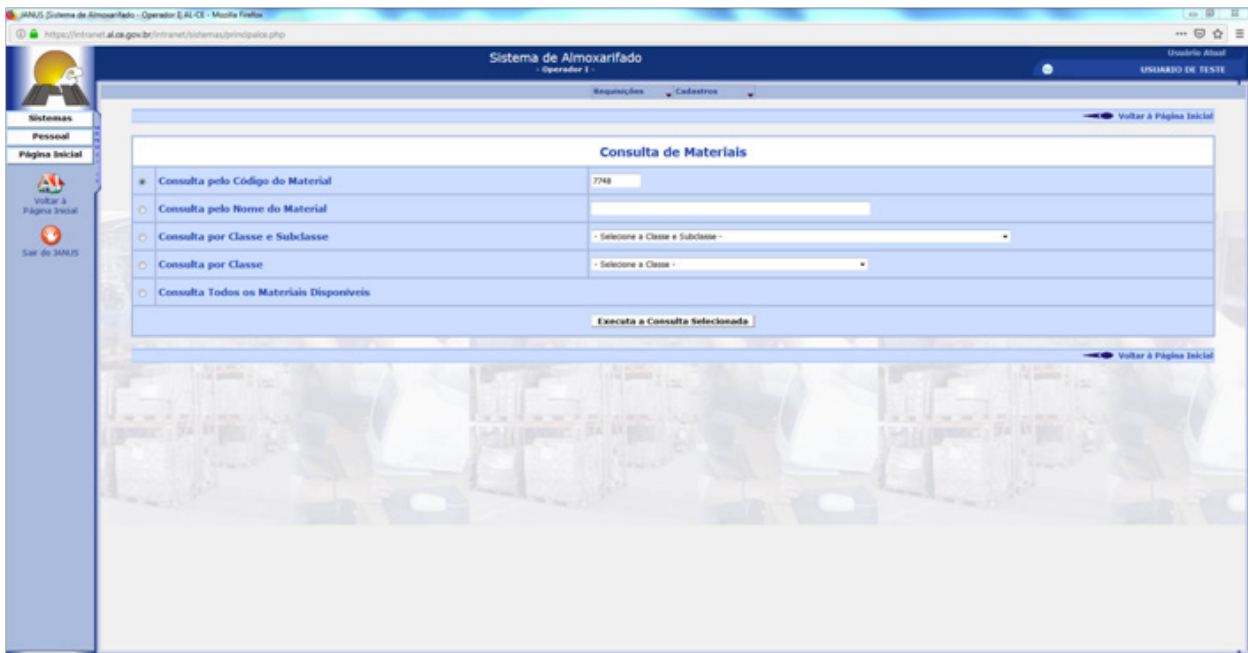 JANUS [Sistema de Almoxarifado - Operador I] AL-CE - Mozilla Firefox
https://intranet.al.ce.gov.br/intranet/sistemas/principalos.php
Sistema de Almoxarifado
- Operador I -
Usuário Atual
USUARIO DE TESTE
Requisições
Cadastros
Sistemas
Pessoal
Página Inicial
Voltar à
Página Inicial
Sair do JANUS
Voltar à Página Inicial
Consulta de Materiais
Consulta pelo Código do Material
7748
Consulta pelo Nome do Material
Consulta por Classe e Subclasse
- Selecione a Classe e Subclasse -
Consulta por Classe
- Selecione a Classe -
Consulta Todos os Materiais Disponíveis
Executa a Consulta Selecionada
Voltar à Página Inicial